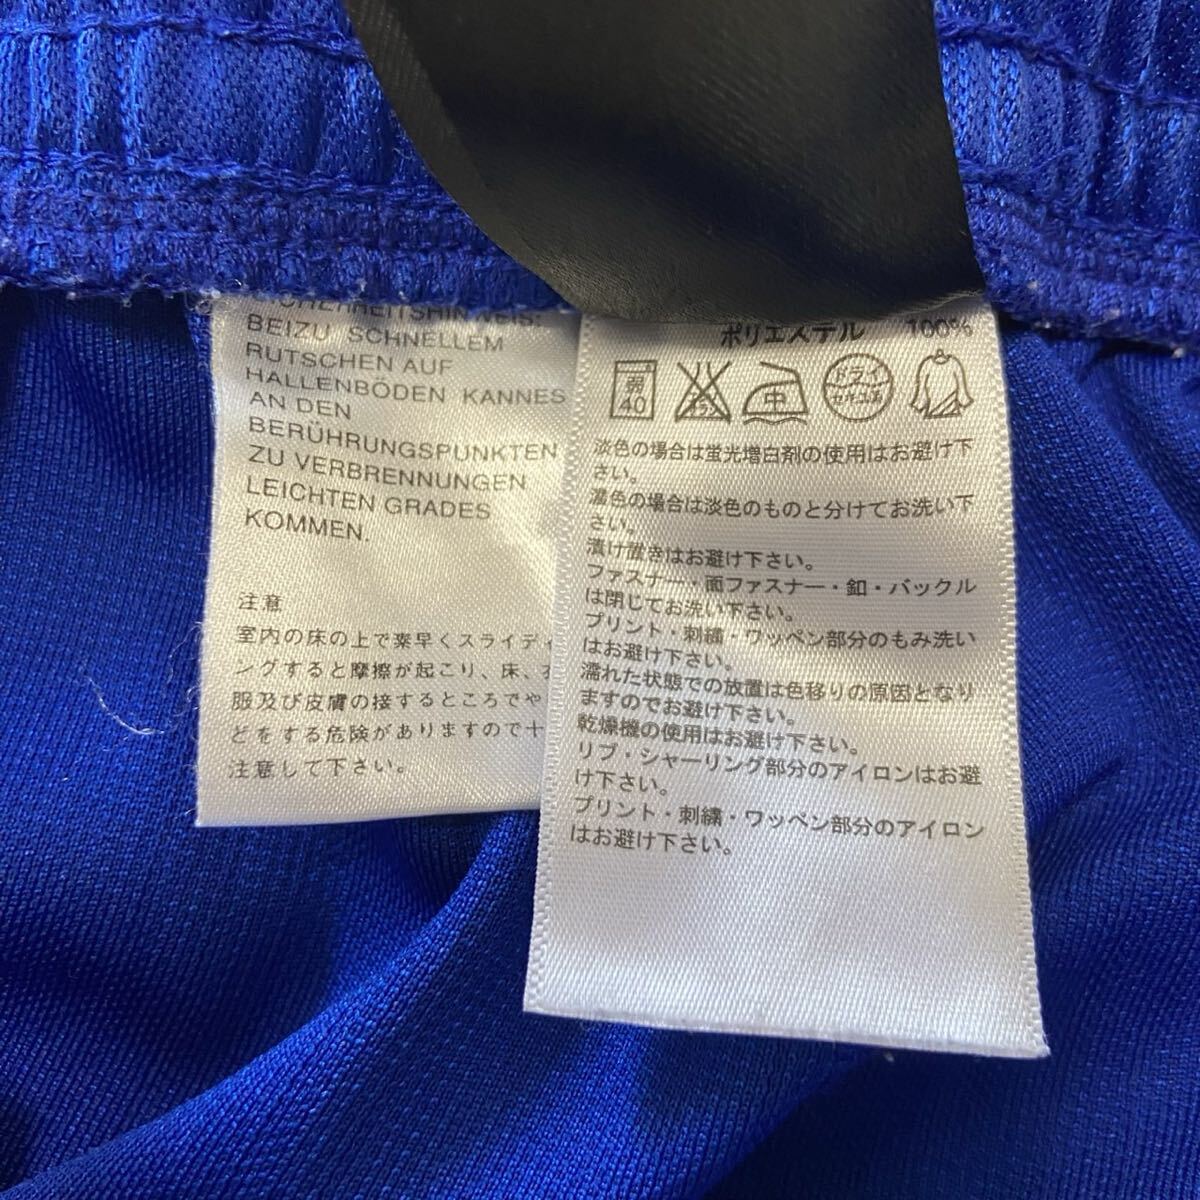 BEIZU SCHNELLEM
RUTSCHEN AUF
HALLENBÖDEN KANNES
AN DEN
BERÜHRUNGSPUNKTEN
ZU VERBRENNUNGEN
LEICHTEN GRADES
KOMMEN.
注意
室内の床の上で素早くスライディ
ングすると摩擦が起こり、床、
服及び皮膚の接するところでや
どをする危険がありますので十
注意して下さい。
ポリエステル 100%
弱
40
中
ドライ
セキユ系
淡色の場合は蛍光増白剤の使用はお避け下
さい。
濃色の場合は淡色のものと分けてお洗い下
さい。
漬け置きはお避け下さい。
ファスナー・面ファスナー・釦・バックル
は閉じてお洗い下さい。
プリント・刺繍・ワッペン部分のもみ洗い
はお避け下さい。
濡れた状態での放置は色移りの原因となり
ますのでお避け下さい。
乾燥機の使用はお避け下さい。
リブ・シャーリング部分のアイロンはお避
け下さい。
プリント・刺繍・ワッペン部分のアイロン
はお避け下さい。